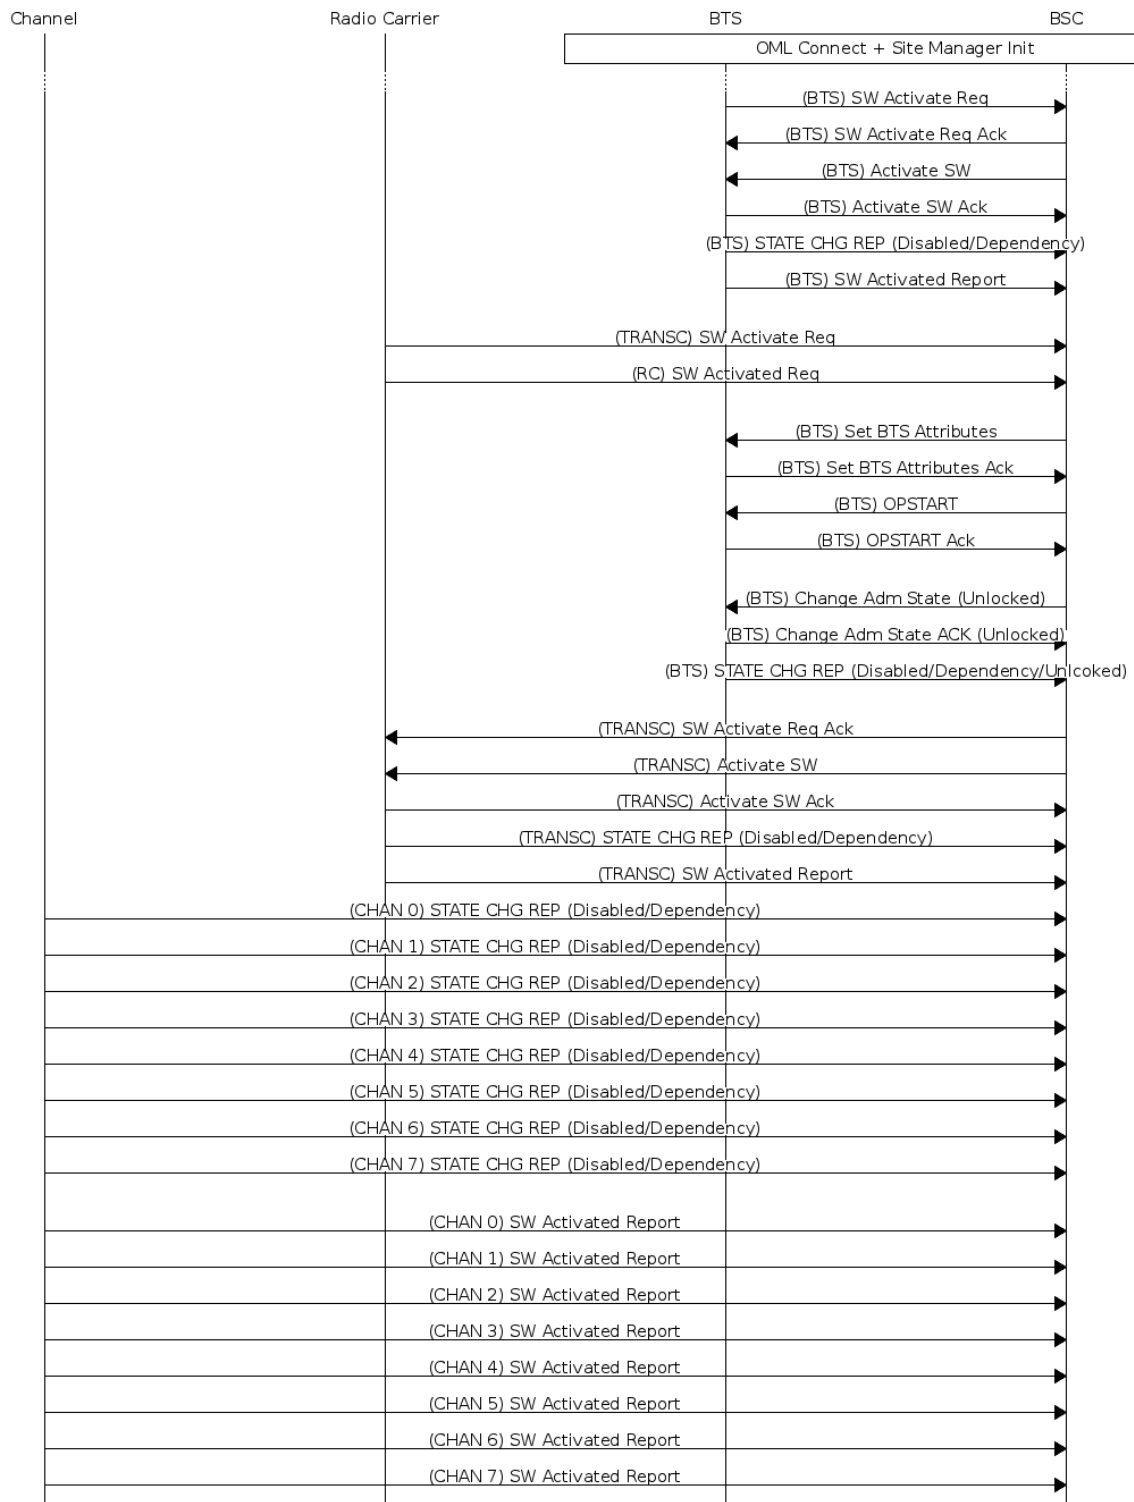 Channel Radio Carrier BTS BSC
OML Connect + Site Manager Init
(BTS) SW Activate Req
(BTS) SW Activate Req Ack
(BTS) Activate SW
(BTS) Activate SW Ack
(BTS) STATE CHG REP (Disabled/Dependency)
(BTS) SW Activated Report
(TRANSC) SW Activate Req
(RC) SW Activated Req
(BTS) Set BTS Attributes
(BTS) Set BTS Attributes Ack
(BTS) OPSTART
(BTS) OPSTART Ack
(BTS) Change Adm State (Unlocked)
(BTS) Change Adm State ACK (Unlocked)
(BTS) STATE CHG REP (Disabled/Dependency/Unlcoked)
(TRANSC) SW Activate Req Ack
(TRANSC) Activate SW
(TRANSC) Activate SW Ack
(TRANSC) STATE CHG REP (Disabled/Dependency)
(TRANSC) SW Activated Report
(CHAN 0) STATE CHG REP (Disabled/Dependency)
(CHAN 1) STATE CHG REP (Disabled/Dependency)
(CHAN 2) STATE CHG REP (Disabled/Dependency)
(CHAN 3) STATE CHG REP (Disabled/Dependency)
(CHAN 4) STATE CHG REP (Disabled/Dependency)
(CHAN 5) STATE CHG REP (Disabled/Dependency)
(CHAN 6) STATE CHG REP (Disabled/Dependency)
(CHAN 7) STATE CHG REP (Disabled/Dependency)
(CHAN 0) SW Activated Report
(CHAN 1) SW Activated Report
(CHAN 2) SW Activated Report
(CHAN 3) SW Activated Report
(CHAN 4) SW Activated Report
(CHAN 5) SW Activated Report
(CHAN 6) SW Activated Report
(CHAN 7) SW Activated Report